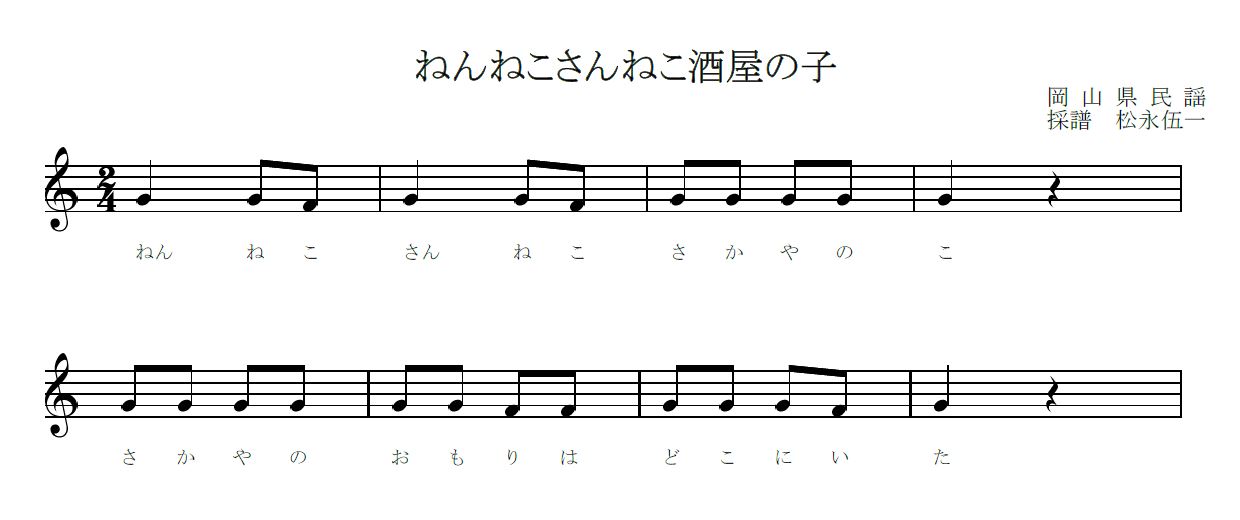 ねんねこさんねこ酒屋の子
岡山県民謡
採譜　松永伍一
2
4
ねん ね こ さん ね こ さ か や の こ
さ か や の お も り は ど こ に い た